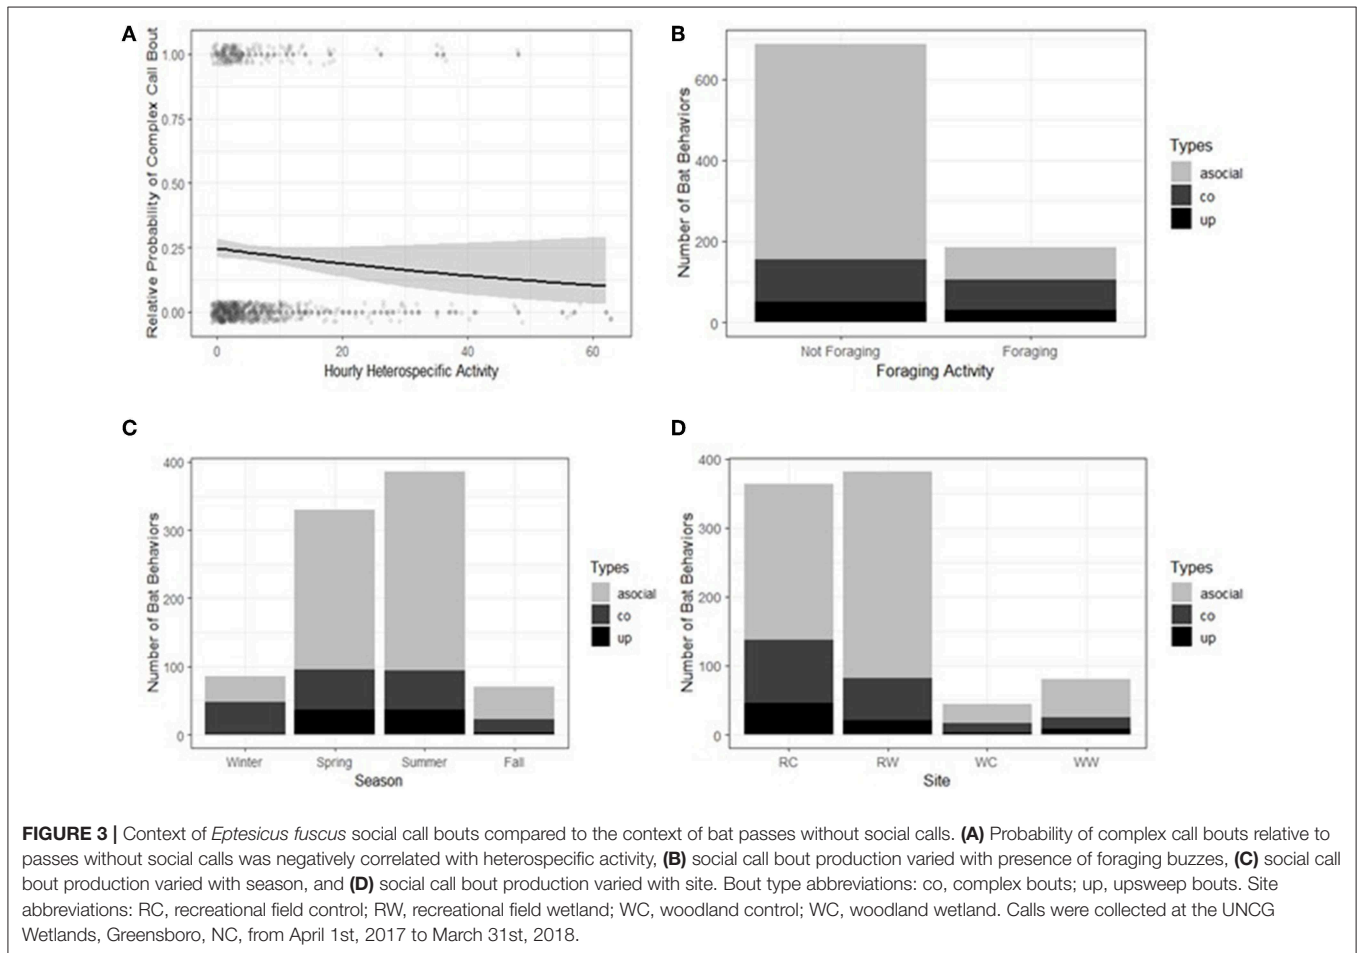 A
Relative Probability of Complex Call Bout
1.00
0.75
0.50
0.25
0.00
0 20 40 60
Hourly Heterospecific Activity
B
Number of Bat Behaviors
600
400
200
0
Not Foraging Foraging
Foraging Activity
Types
asocial
co
up
C
Number of Bat Behaviors
400
300
200
100
0
Winter Spring Summer Fall
Season
Types
asocial
co
up
D
Number of Bat Behaviors
400
300
200
100
0
RC RW WC WW
Site
Types
asocial
co
up
FIGURE 3 | Context of Eptesicus fuscus social call bouts compared to the context of bat passes without social calls. (A) Probability of complex call bouts relative to
passes without social calls was negatively correlated with heterospecific activity, (B) social call bout production varied with presence of foraging buzzes, (C) social call
bout production varied with season, and (D) social call bout production varied with site. Bout type abbreviations: co, complex bouts; up, upsweep bouts. Site
abbreviations: RC, recreational field control; RW, recreational field wetland; WC, woodland control; WC, woodland wetland. Calls were collected at the UNCG
Wetlands, Greensboro, NC, from April 1st, 2017 to March 31st, 2018.